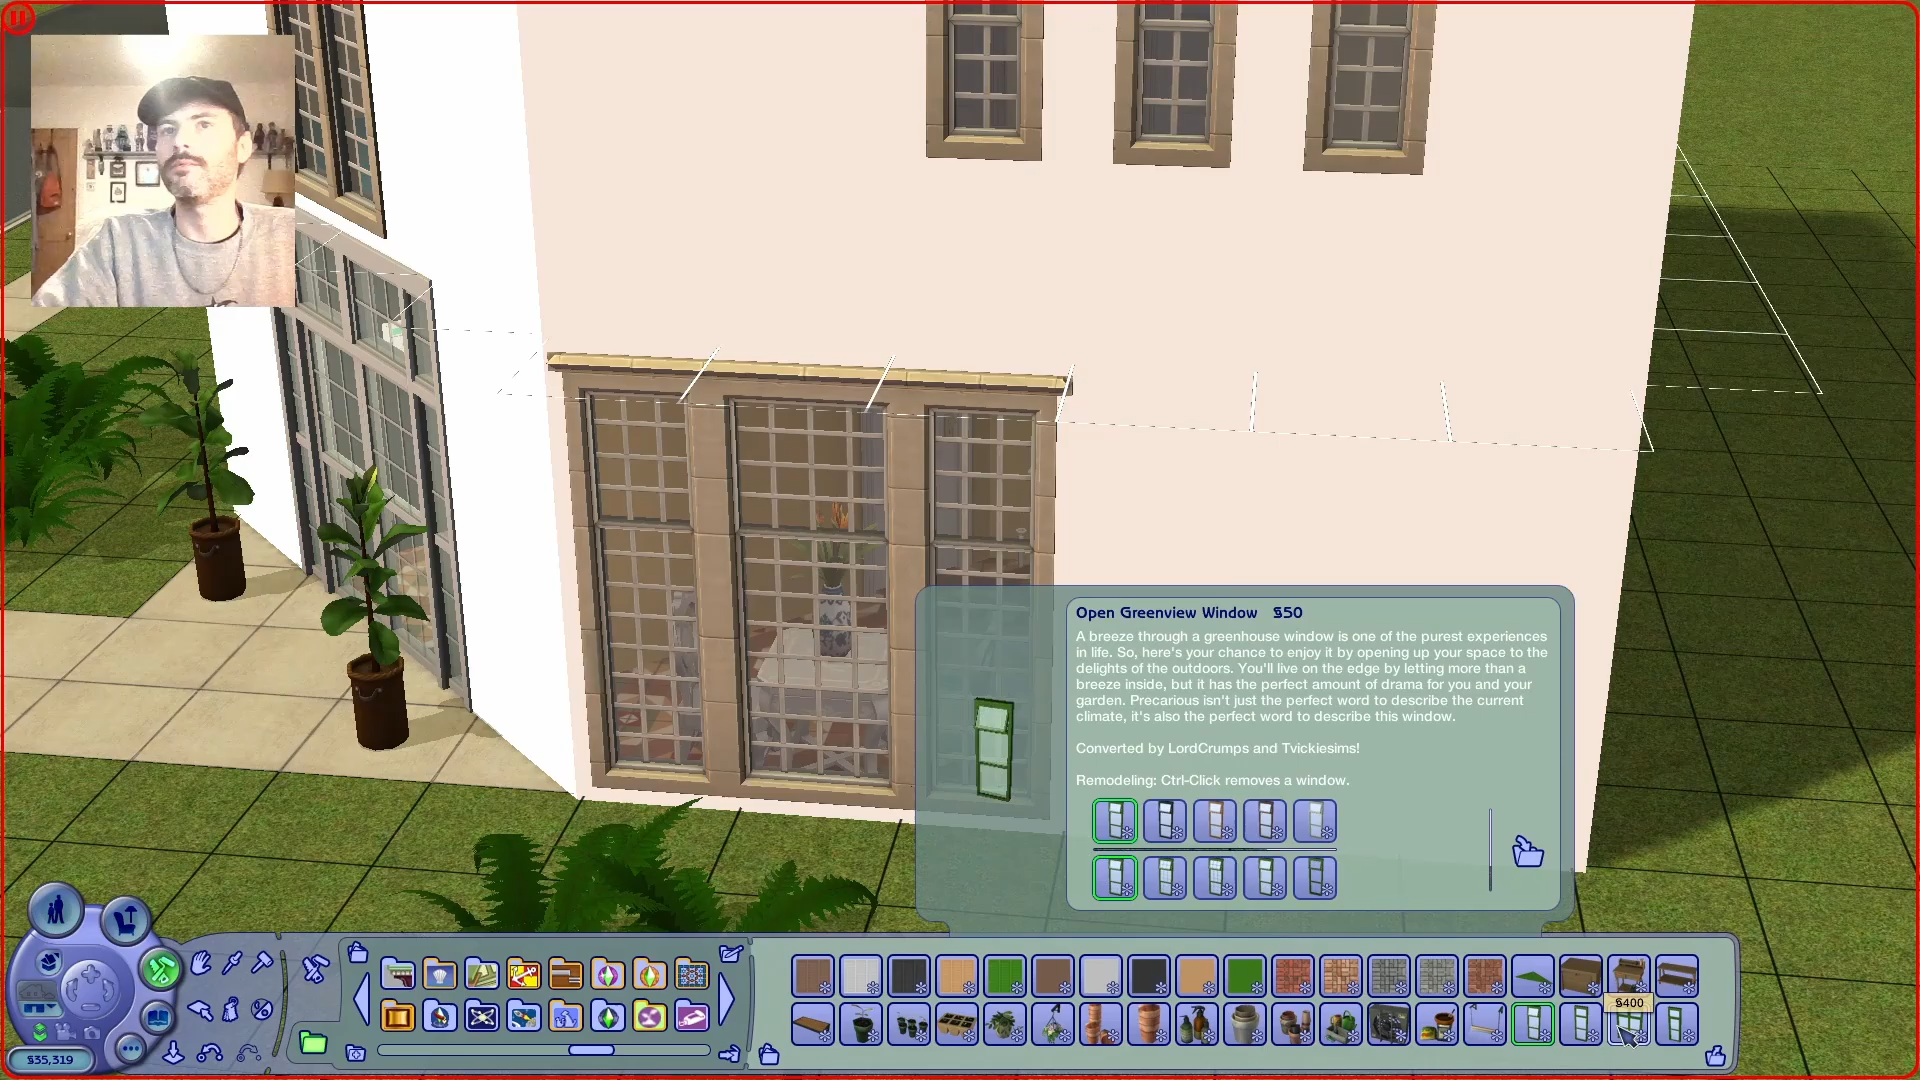 Open Greenview Window §50
A breeze through a greenhouse window is one of the purest experiences
in life. So, here's your chance to enjoy it by opening up your space to the
delights of the outdoors. You'll live on the edge by letting more than a
breeze inside, but it has the perfect amount of drama for you and your
garden. Precarious isn't just the perfect word to describe the current
climate, it's also the perfect word to describe this window.
Converted by LordCrumps and Tvickiesims!
Remodeling: Ctrl-Click removes a window.
§400
§35,319